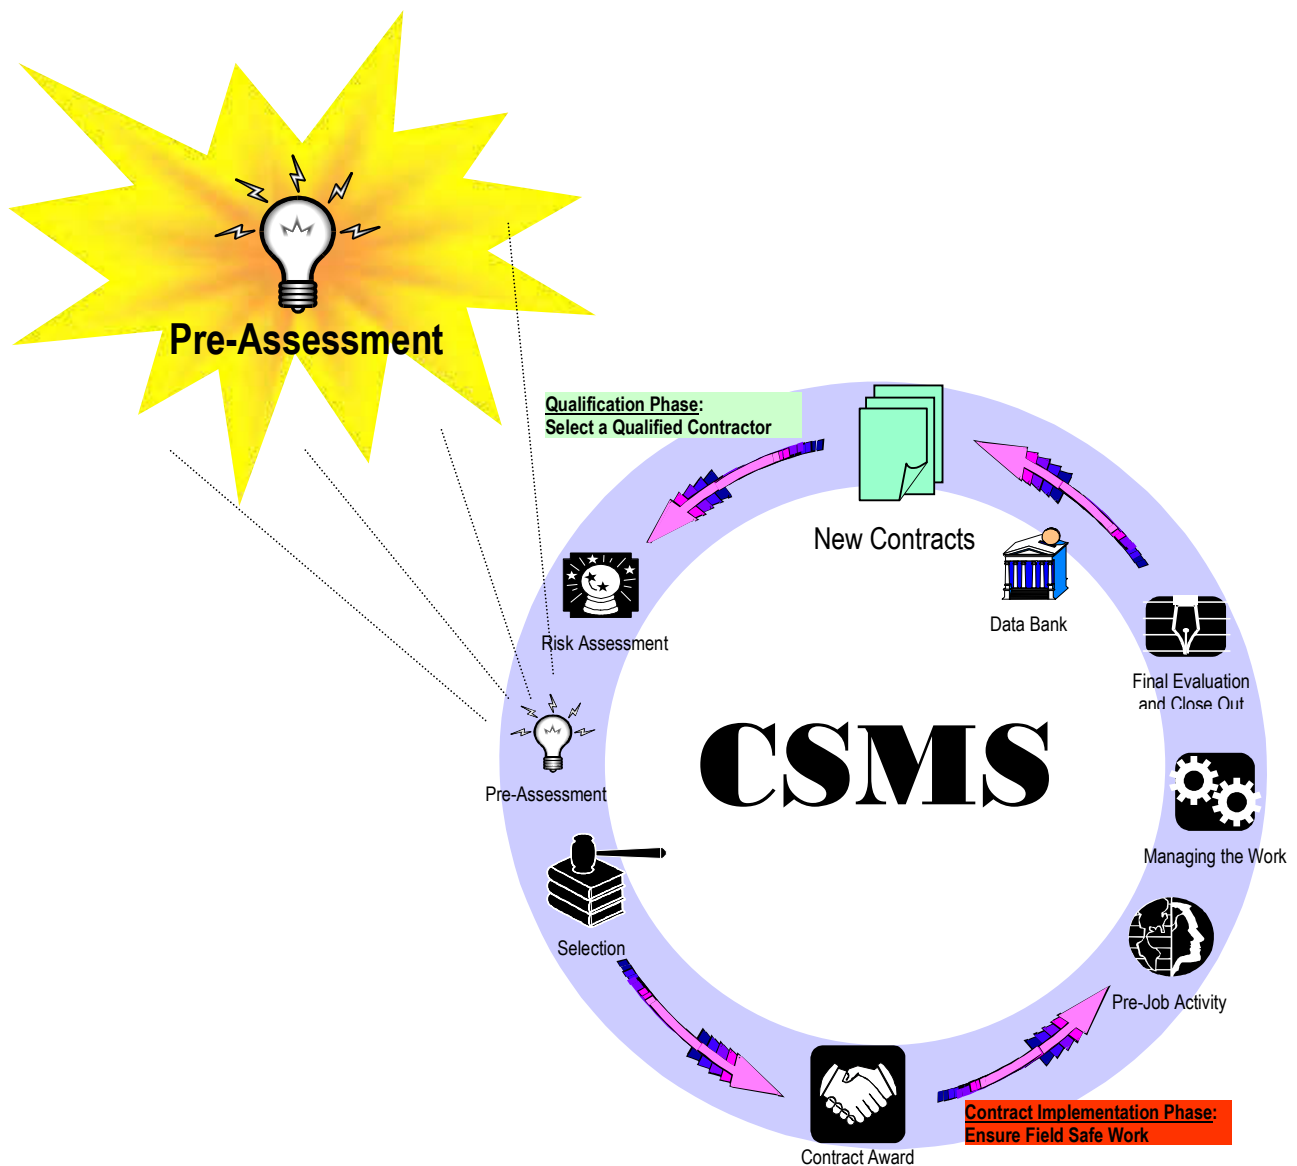 Pre-Assessment
Qualification Phase:
Select a Qualified Contractor
New Contracts
Data Bank
Risk Assessment
Final Evaluation
and Close Out
CSMS
Pre-Assessment
Managing the Work
Selection
Pre-Job Activity
Contract Implementation Phase:
Ensure Field Safe Work
Contract Award